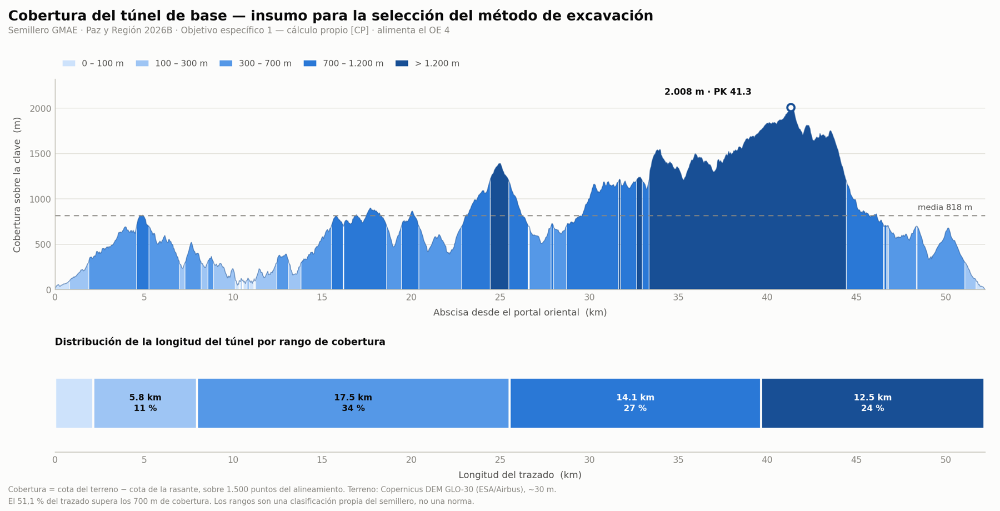 Cobertura del túnel de base — insumo para la selección del método de excavación
Semillero GMAE · Paz y Región 2026B · Objetivo específico 1 — cálculo propio [CP] · alimenta el OE 4
0 – 100 m
100 – 300 m
300 – 700 m
700 – 1.200 m
> 1.200 m
Cobertura sobre la clave (m)
2000
1500
1000
500
0
2.008 m · PK 41.3
media 818 m
0 5 10 15 20 25 30 35 40 45 50
Abscisa desde el portal oriental (km)
Distribución de la longitud del túnel por rango de cobertura
5.8 km
11 %
17.5 km
34 %
14.1 km
27 %
12.5 km
24 %
0 5 10 15 20 25 30 35 40 45 50
Longitud del trazado (km)
Cobertura = cota del terreno − cota de la rasante, sobre 1.500 puntos del alineamiento. Terreno: Copernicus DEM GLO-30 (ESA/Airbus), ~30 m.
El 51,1 % del trazado supera los 700 m de cobertura. Los rangos son una clasificación propia del semillero, no una norma.